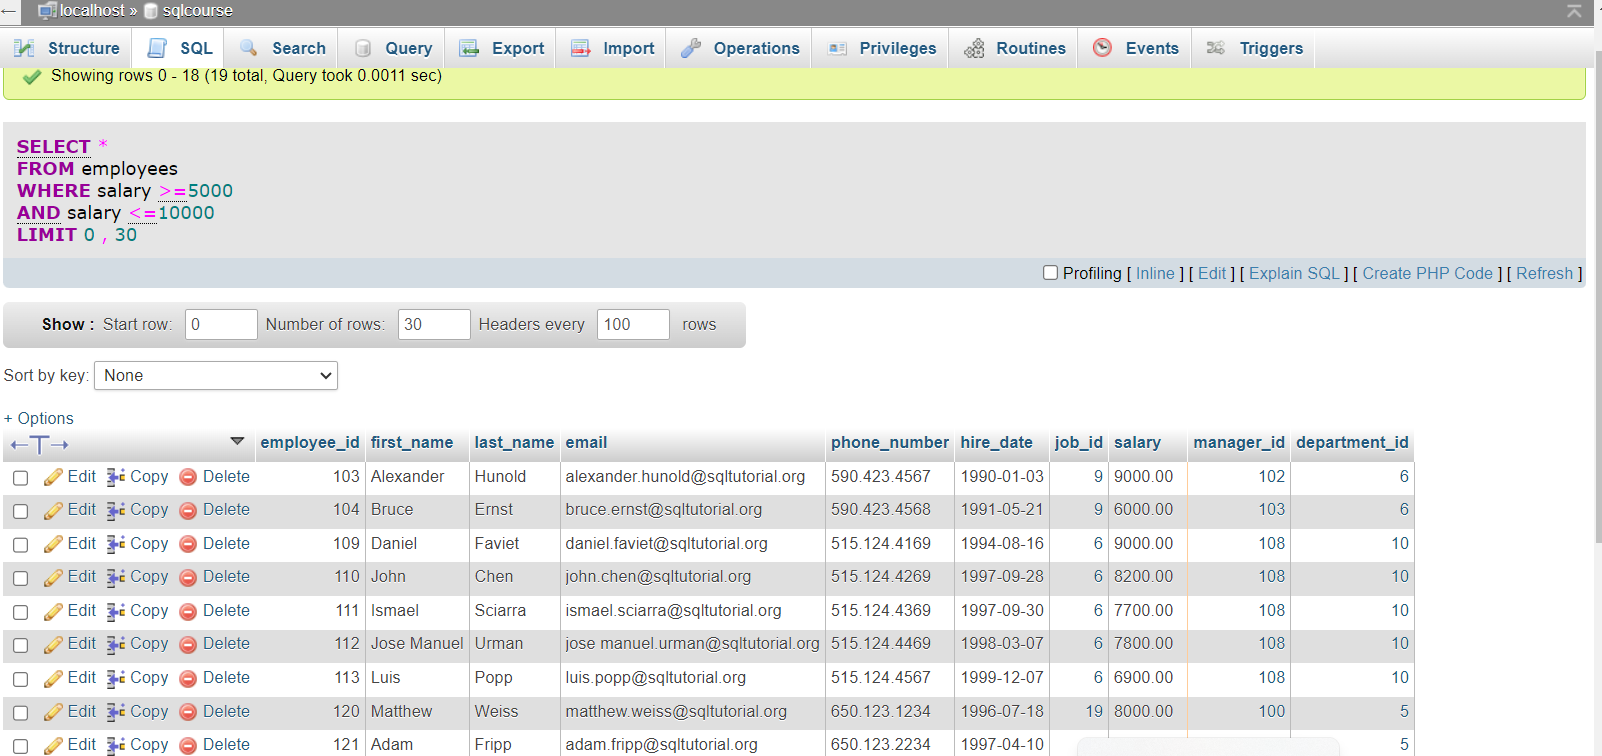 localhost » sqlcourse
Structure SQL Search Query Export Import Operations Privileges Routines Events Triggers
Showing rows 0 - 18 (19 total, Query took 0.0011 sec)
SELECT *
FROM employees
WHERE salary >=5000
AND salary <=10000
LIMIT 0 , 30
Profiling [ Inline ] [ Edit ] [ Explain SQL ] [ Create PHP Code ] [ Refresh ]
Show : Start row: 0 Number of rows: 30 Headers every 100 rows
Sort by key: None
+ Options
employee_id first_name last_name email phone_number hire_date job_id salary manager_id department_id
Edit Copy Delete 103 Alexander Hunold alexander.hunold@sqltutorial.org 590.423.4567 1990-01-03 9 9000.00 102 6
Edit Copy Delete 104 Bruce Ernst bruce.ernst@sqltutorial.org 590.423.4568 1991-05-21 9 6000.00 103 6
Edit Copy Delete 109 Daniel Faviet daniel.faviet@sqltutorial.org 515.124.4169 1994-08-16 6 9000.00 108 10
Edit Copy Delete 110 John Chen john.chen@sqltutorial.org 515.124.4269 1997-09-28 6 8200.00 108 10
Edit Copy Delete 111 Ismael Sciarra ismael.sciarra@sqltutorial.org 515.124.4369 1997-09-30 6 7700.00 108 10
Edit Copy Delete 112 Jose Manuel Urman jose manuel.urman@sqltutorial.org 515.124.4469 1998-03-07 6 7800.00 108 10
Edit Copy Delete 113 Luis Popp luis.popp@sqltutorial.org 515.124.4567 1999-12-07 6 6900.00 108 10
Edit Copy Delete 120 Matthew Weiss matthew.weiss@sqltutorial.org 650.123.1234 1996-07-18 19 8000.00 100 5
Edit Copy Delete 121 Adam Fripp adam.fripp@sqltutorial.org 650.123.2234 1997-04-10 5